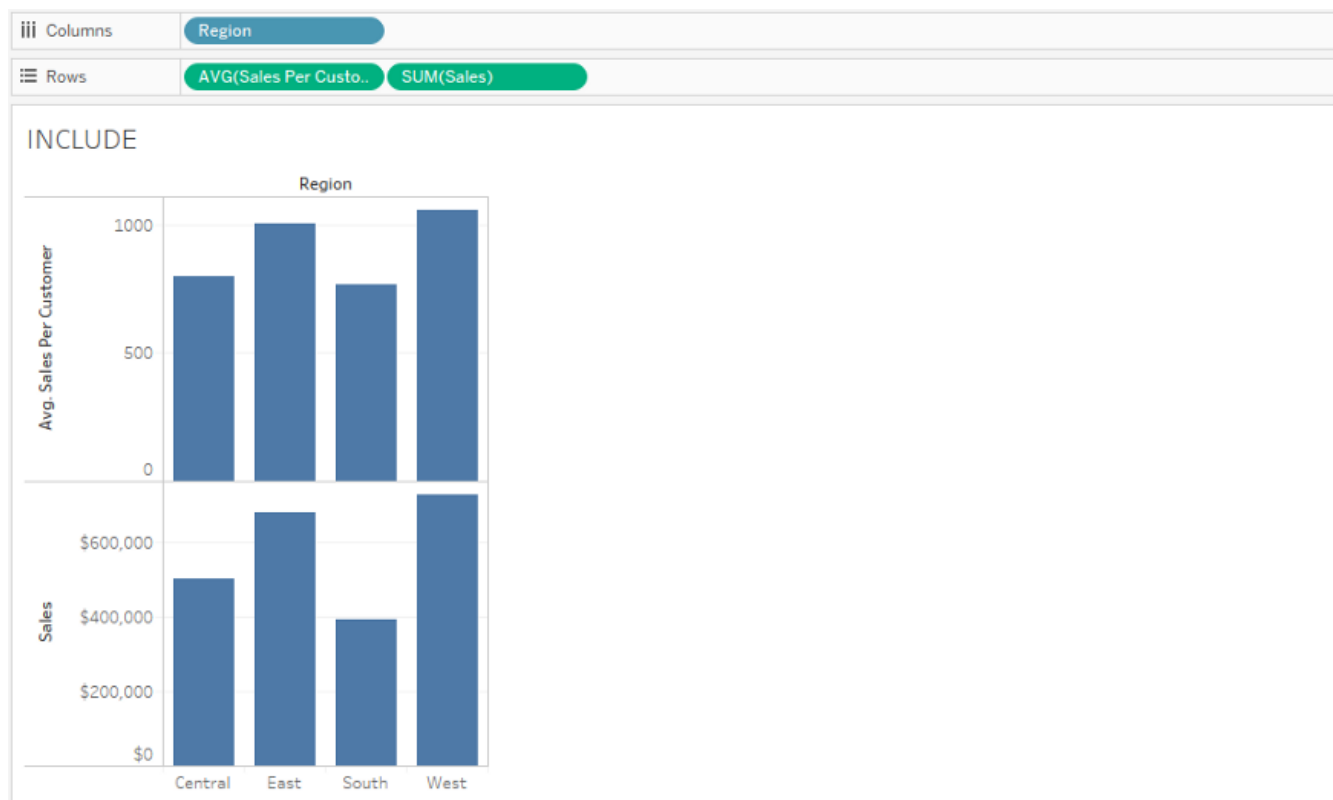 Columns Region
Rows AVG(Sales Per Custo.. SUM(Sales)
INCLUDE
Region
Avg. Sales Per Customer
1000
500
0
Sales
$600,000
$400,000
$200,000
$0
Central East South West